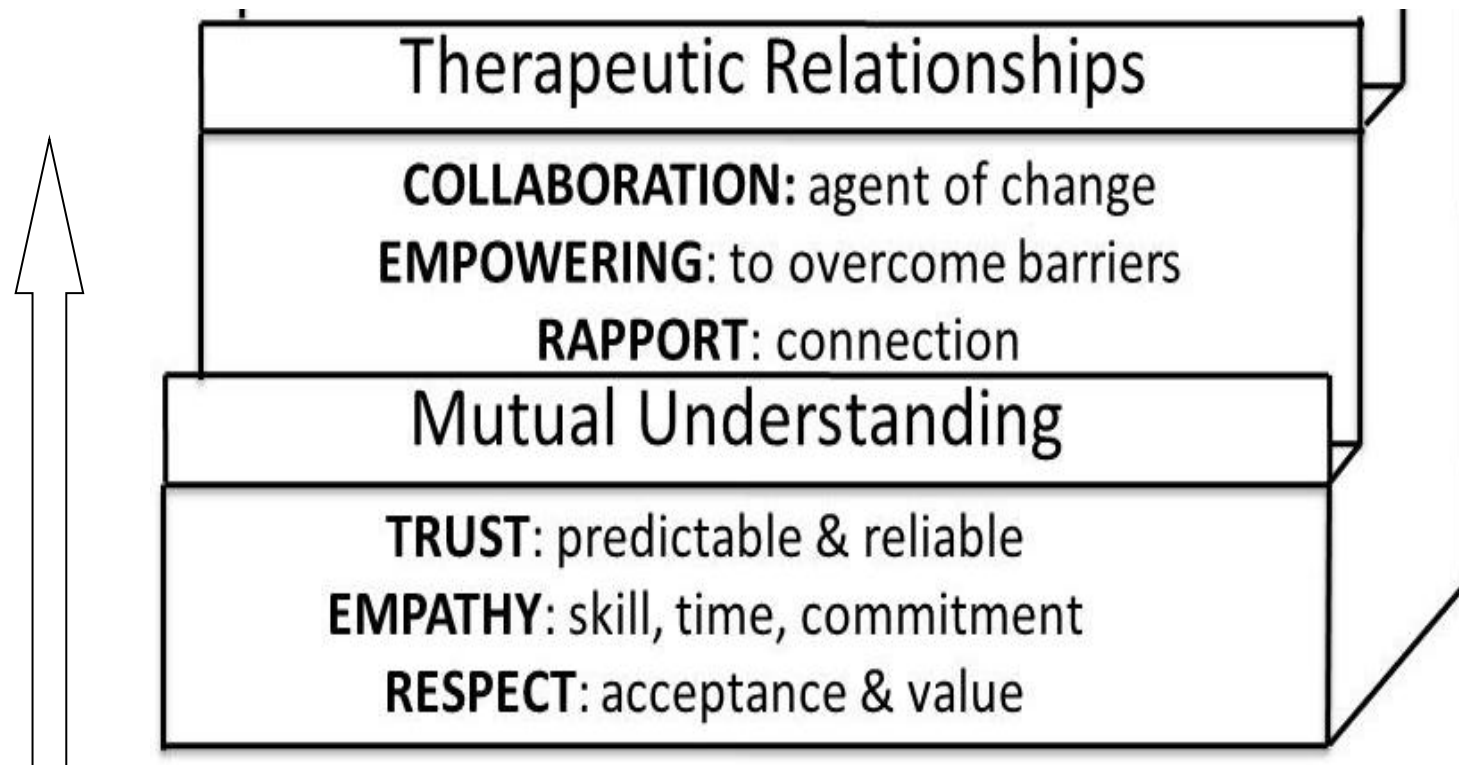 Therapeutic Relationships
COLLABORATION: agent of change
EMPOWERING: to overcome barriers
RAPPORT: connection
Mutual Understanding
TRUST: predictable & reliable
EMPATHY: skill, time, commitment
RESPECT: acceptance & value